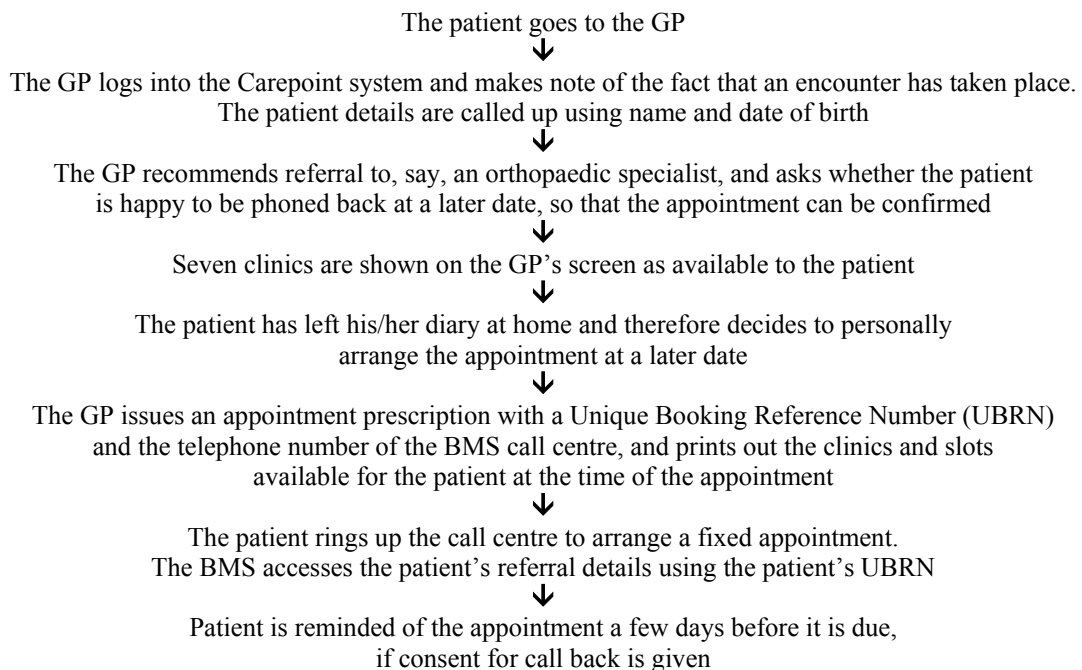 The patient goes to the GP
The GP logs into the Carepoint system and makes note of the fact that an encounter has taken place.
The patient details are called up using name and date of birth
The GP recommends referral to, say, an orthopaedic specialist, and asks whether the patient
is happy to be phoned back at a later date, so that the appointment can be confirmed
Seven clinics are shown on the GP’s screen as available to the patient
The patient has left his/her diary at home and therefore decides to personally
arrange the appointment at a later date
The GP issues an appointment prescription with a Unique Booking Reference Number (UBRN)
and the telephone number of the BMS call centre, and prints out the clinics and slots
available for the patient at the time of the appointment
The patient rings up the call centre to arrange a fixed appointment.
The BMS accesses the patient’s referral details using the patient’s UBRN
Patient is reminded of the appointment a few days before it is due,
if consent for call back is given